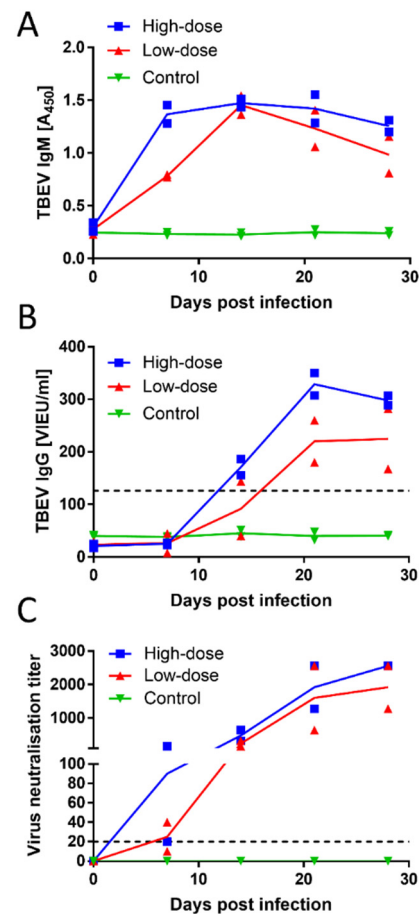 A
High-dose
Low-dose
Control
TBEV IgM [A450]
2.0
1.5
1.0
0.5
0.0
0 10 20 30
Days post infection
B
High-dose
Low-dose
Control
TBEV IgG [VIEU/ml]
400
300
200
100
0
0 10 20 30
Days post infection
C
High-dose
Low-dose
Control
Virus neutralisation titer
3000
2000
1000
100
80
60
40
20
0
0 10 20 30
Days post infection